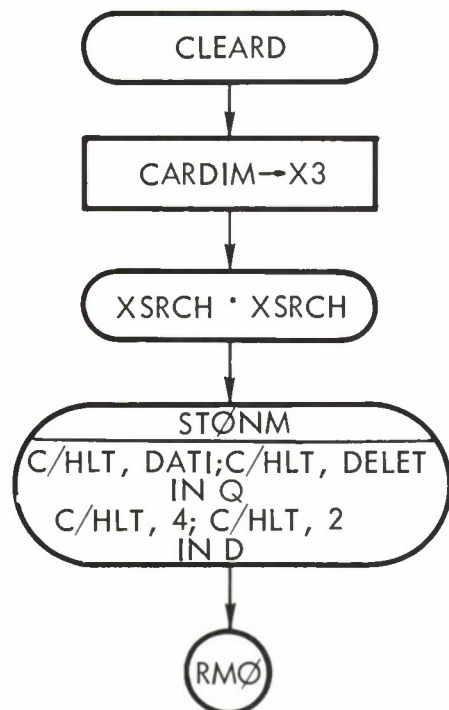 CLEARD
CARDIM→X3
XSRCH · XSRCH
STØNM
C/HLT, DATI;C/HLT, DELET
IN Q
C/HLT, 4; C/HLT, 2
IN D
RMØ